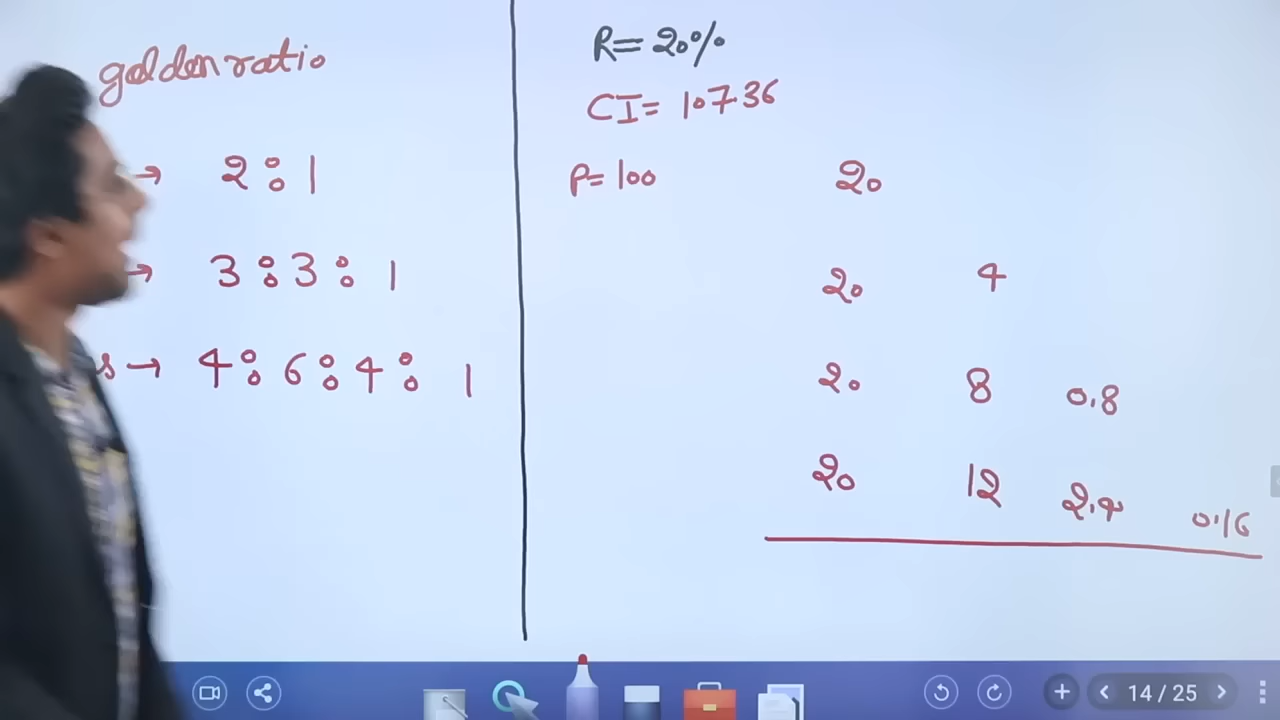 golden ratio
→ 2:1
→ 3:3:1
s → 4:6:4:1
R= 20%
CI= 10736
P= 100 20
20 4
20 8 0.8
20 12 2.4 0.16
14 / 25